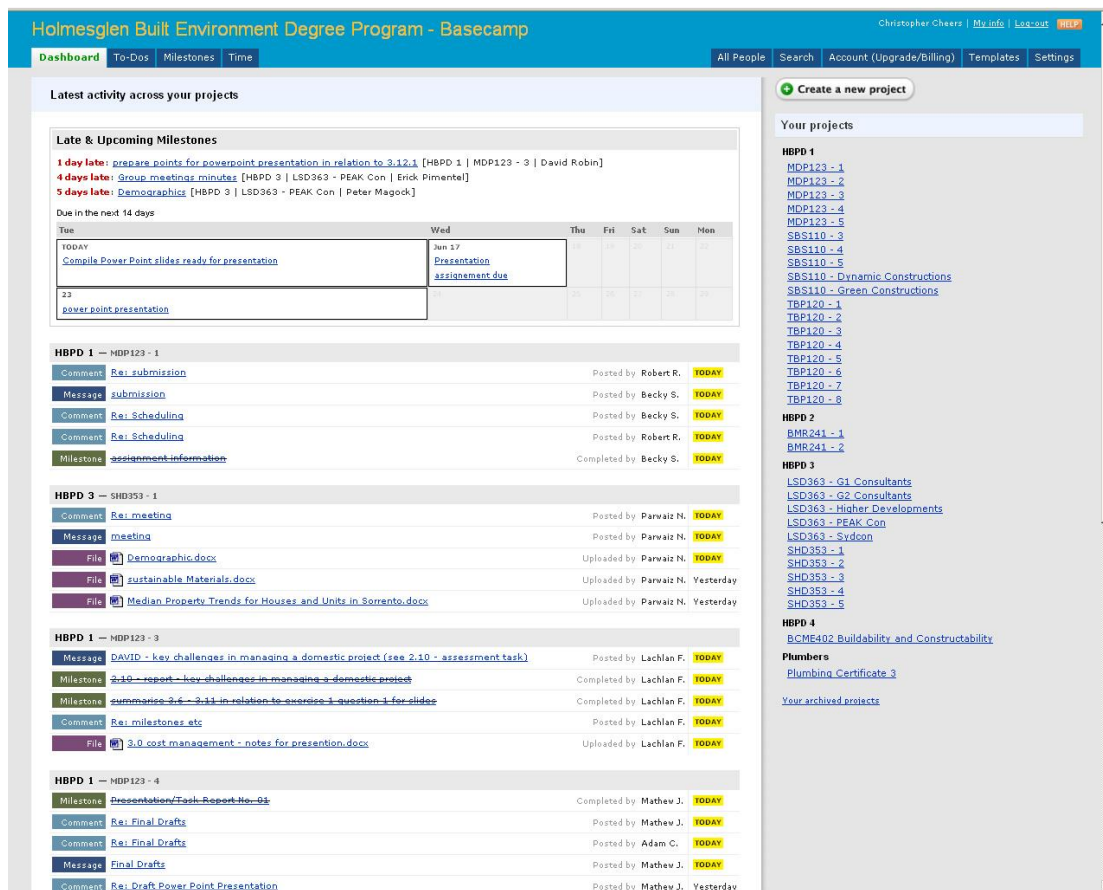 Holmesglen Built Environment Degree Program - Basecamp
Christopher Cheers | My info | Log-out HELP
Dashboard To-Dos Milestones Time
All People Search Account (Upgrade/Billing) Templates Settings
Latest activity across your projects
Late & Upcoming Milestones
1 day late: prepare points for powerpoint presentation in relation to 3.12.1 [HBPD 1 | MDP123 - 3 | David Robin]
4 days late: Group meetings minutes [HBPD 3 | LSD363 - PEAK Con | Erick Pimentel]
5 days late: Demographics [HBPD 3 | LSD363 - PEAK Con | Peter Magock]
Due in the next 14 days
Tue Wed Thu Fri Sat Sun Mon
TODAY Jun 17 18 19 20 21 22
Compile Power Point slides ready for presentation Presentation
assignement due
23 24 25 26 27 28 29
power point presentation
HBPD 1 — MDP123 - 1
Comment Re: submission Posted by Robert R. TODAY
Message submission Posted by Becky S. TODAY
Comment Re: Scheduling Posted by Becky S. TODAY
Comment Re: Scheduling Posted by Robert R. TODAY
Milestone assignment information Completed by Becky S. TODAY
HBPD 3 — SHD353 - 1
Comment Re: meeting Posted by Parwaiz N. TODAY
Message meeting Posted by Parwaiz N. TODAY
File Demographic.docx Uploaded by Parwaiz N. TODAY
File sustainable Materials.docx Uploaded by Parwaiz N. Yesterday
File Median Property Trends for Houses and Units in Sorrento.docx Uploaded by Parwaiz N. Yesterday
HBPD 1 — MDP123 - 3
Message DAVID - key challenges in managing a domestic project (see 2.10 - assessment task) Posted by Lachlan F. TODAY
Milestone 2.10 - report - key challenges in managing a domestic project Completed by Lachlan F. TODAY
Milestone summarise 3.6 - 3.11 in relation to exercise 1 question 1 for slides Completed by Lachlan F. TODAY
Comment Re: milestones etc Posted by Lachlan F. TODAY
File 3.0 cost management - notes for presention.docx Uploaded by Lachlan F. TODAY
HBPD 1 — MDP123 - 4
Milestone Presentation/Task Report No. 01 Completed by Mathew J. TODAY
Comment Re: Final Drafts Posted by Mathew J. TODAY
Comment Re: Final Drafts Posted by Adam C. TODAY
Message Final Drafts Posted by Mathew J. TODAY
Comment Re: Draft Power Point Presentation Posted by Mathew J. Yesterday
Create a new project
Your projects
HBPD 1
MDP123 - 1
MDP123 - 2
MDP123 - 3
MDP123 - 4
MDP123 - 5
SBS110 - 3
SBS110 - 4
SBS110 - 5
SBS110 - Dynamic Constructions
SBS110 - Green Constructions
TBP120 - 1
TBP120 - 2
TBP120 - 3
TBP120 - 4
TBP120 - 5
TBP120 - 6
TBP120 - 7
TBP120 - 8
HBPD 2
BMR241 - 1
BMR241 - 2
HBPD 3
LSD363 - G1 Consultants
LSD363 - G2 Consultants
LSD363 - Higher Developments
LSD363 - PEAK Con
LSD363 - Sydcon
SHD353 - 1
SHD353 - 2
SHD353 - 3
SHD353 - 4
SHD353 - 5
HBPD 4
BCME402 Buildability and Constructability
Plumbers
Plumbing Certificate 3
Your archived projects